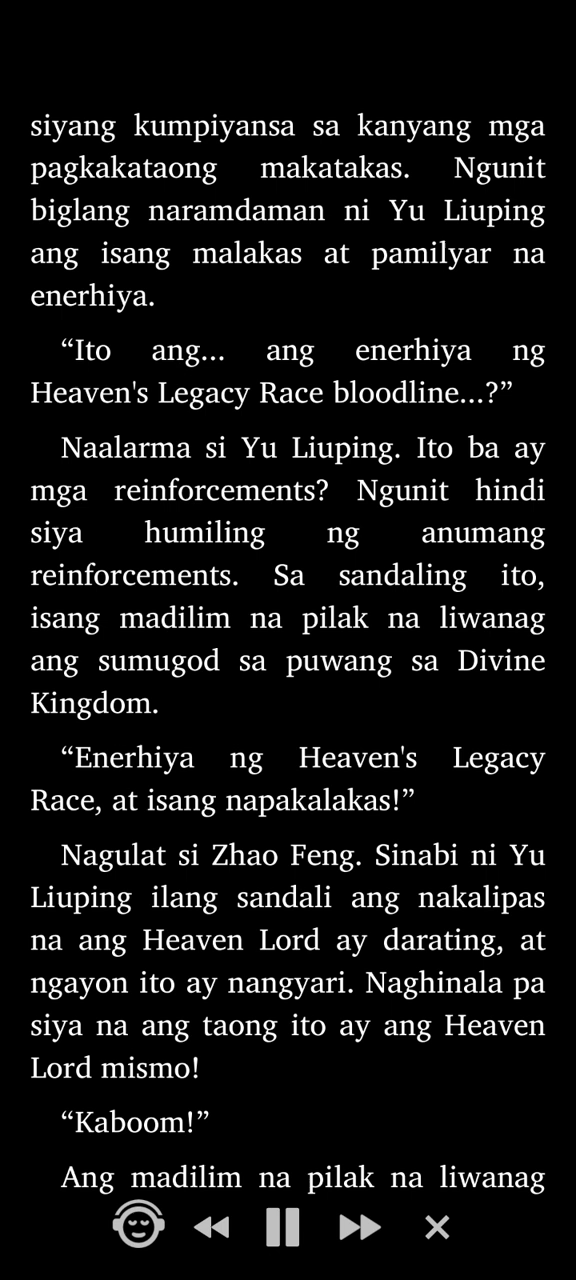 siyang kumpiyansa sa kanyang mga
pagkakataong makatakas. Ngunit
biglang naramdaman ni Yu Liuping
ang isang malakas at pamilyar na
enerhiya.
“Ito ang... ang enerhiya ng
Heaven's Legacy Race bloodline...?”
Naalarma si Yu Liuping. Ito ba ay
mga reinforcements? Ngunit hindi
siya humiling ng anumang
reinforcements. Sa sandaling ito,
isang madilim na pilak na liwanag
ang sumugod sa puwang sa Divine
Kingdom.
“Enerhiya ng Heaven's Legacy
Race, at isang napakalakas!”
Nagulat si Zhao Feng. Sinabi ni Yu
Liuping ilang sandali ang nakalipas
na ang Heaven Lord ay darating, at
ngayon ito ay nangyari. Naghinala pa
siya na ang taong ito ay ang Heaven
Lord mismo!
“Kaboom!”
Ang madilim na pilak na liwanag